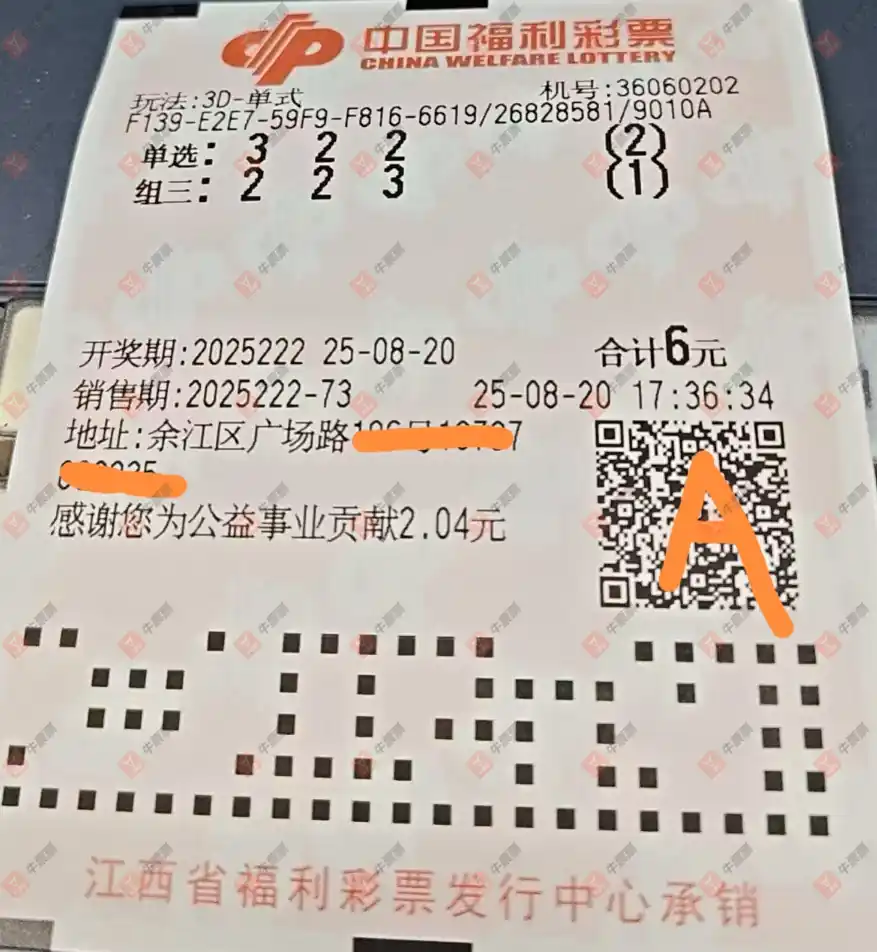 中国福利彩票
CHINA WELFARE LOTTERY
玩法:3D-单式 机号:36060202
F139-E2E7-59F9-F816-6619/26828581/9010A
单选: 3 2 2 (2)
组三: 2 2 3 (1)
开奖期:2025222 25-08-20 合计6元
销售期:2025222-73 25-08-20 17:36:34
地址:余江区广场路
感谢您为公益事业贡献2.04元
A
江西省福利彩票发行中心承销
牛票票